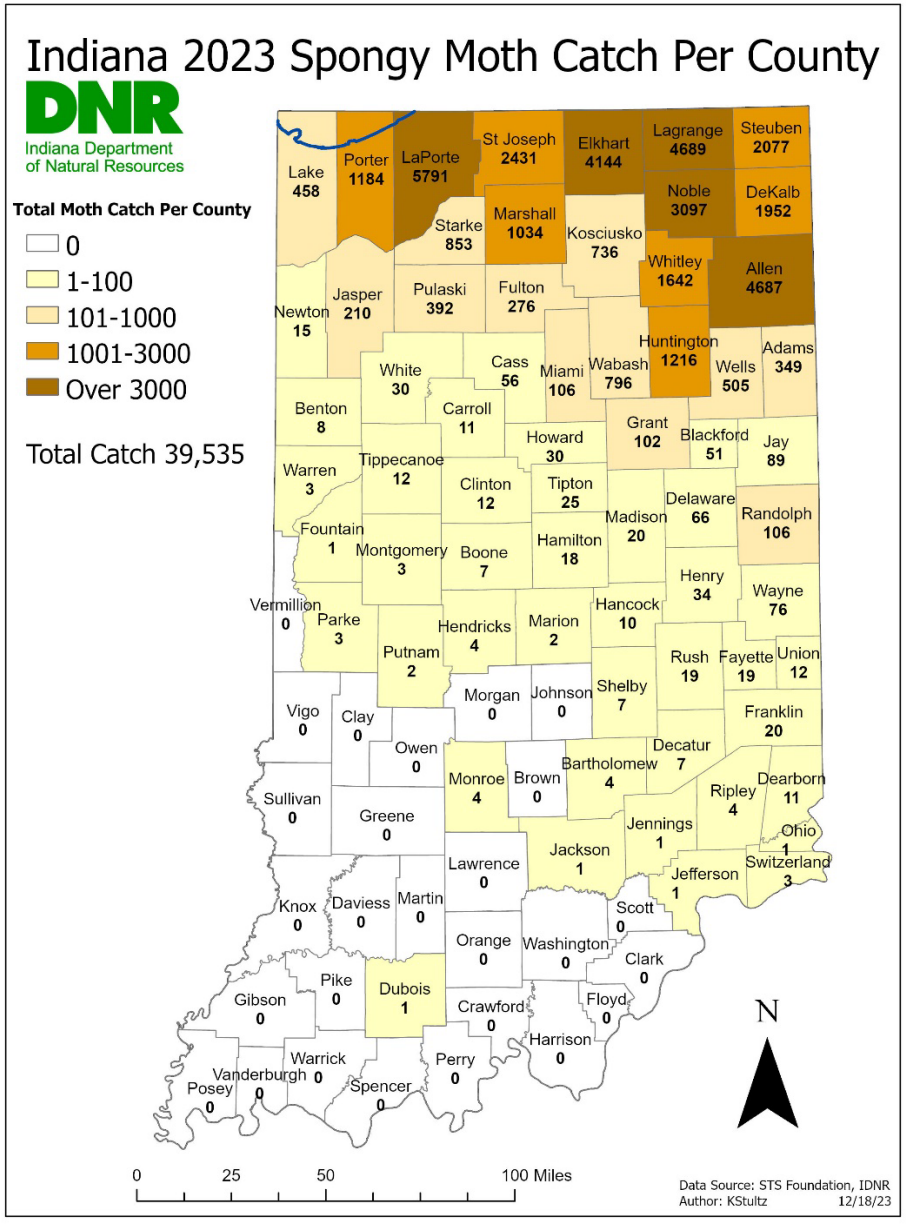 Indiana 2023 Spongy Moth Catch Per County
DNR
Indiana Department
of Natural Resources
Total Moth Catch Per County
0
1-100
101-1000
1001-3000
Over 3000
Total Catch 39,535
Lake
458
Porter
1184
LaPorte
5791
St Joseph
2431
Elkhart
4144
Lagrange
4689
Steuben
2077
Noble
3097
DeKalb
1952
Starke
853
Marshall
1034
Kosciusko
736
Whitley
1642
Allen
4687
Newton
15
Jasper
210
Pulaski
392
Fulton
276
Miami
106
Wabash
796
Huntington
1216
Wells
505
Adams
349
White
30
Cass
56
Benton
8
Carroll
11
Howard
30
Grant
102
Blackford
51
Jay
89
Warren
3
Tippecanoe
12
Clinton
12
Tipton
25
Madison
20
Delaware
66
Randolph
106
Fountain
1
Montgomery
3
Boone
7
Hamilton
18
Henry
34
Wayne
76
Vermillion
0
Parke
3
Putnam
2
Hendricks
4
Marion
2
Hancock
10
Rush
19
Fayette
19
Union
12
Vigo
0
Clay
0
Owen
0
Morgan
0
Johnson
0
Shelby
7
Franklin
20
Decatur
7
Sullivan
0
Greene
0
Monroe
4
Brown
0
Bartholomew
4
Ripley
4
Dearborn
11
Ohio
1
Switzerland
3
Jennings
1
Jackson
1
Jefferson
1
Lawrence
0
Knox
0
Daviess
0
Martin
0
Scott
0
Orange
0
Washington
0
Clark
0
Gibson
0
Pike
0
Dubois
1
Crawford
0
Floyd
0
Harrison
0
Posey
0
Vanderburgh
0
Warrick
0
Spencer
0
Perry
0
N
0 25 50 100 Miles
Data Source: STS Foundation, IDNR
Author: KStultz 12/18/23